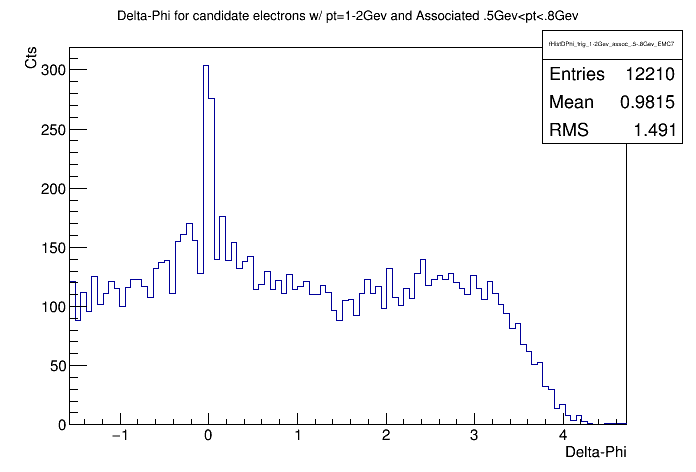 Delta-Phi for candidate electrons w/ pt=1-2Gev and Associated .5Gev<pt<.8Gev
Cts
fHistDPhi_trig_1-2Gev_assoc_.5-.8Gev_EMC7
Entries 12210
Mean 0.9815
RMS 1.491
300
250
200
150
100
50
0
−1 0 1 2 3 4
Delta-Phi